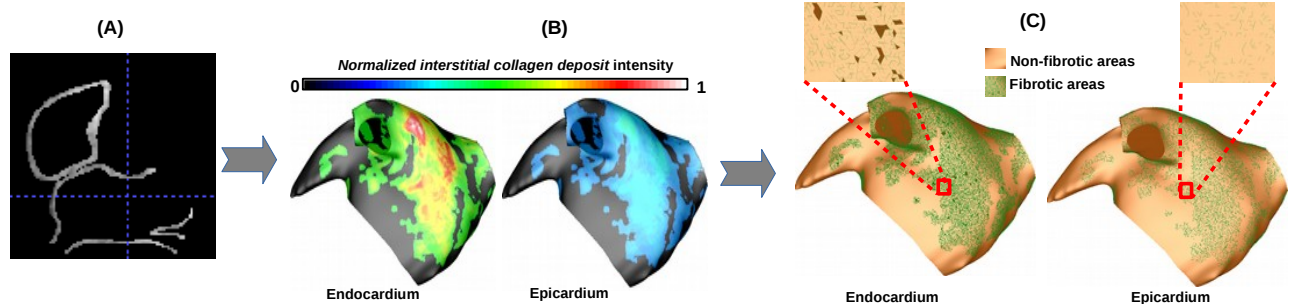 (A)
(B)
(C)
Normalized interstitial collagen deposit intensity
0
1
Non-fibrotic areas
Fibrotic areas
Endocardium
Epicardium
Endocardium
Epicardium